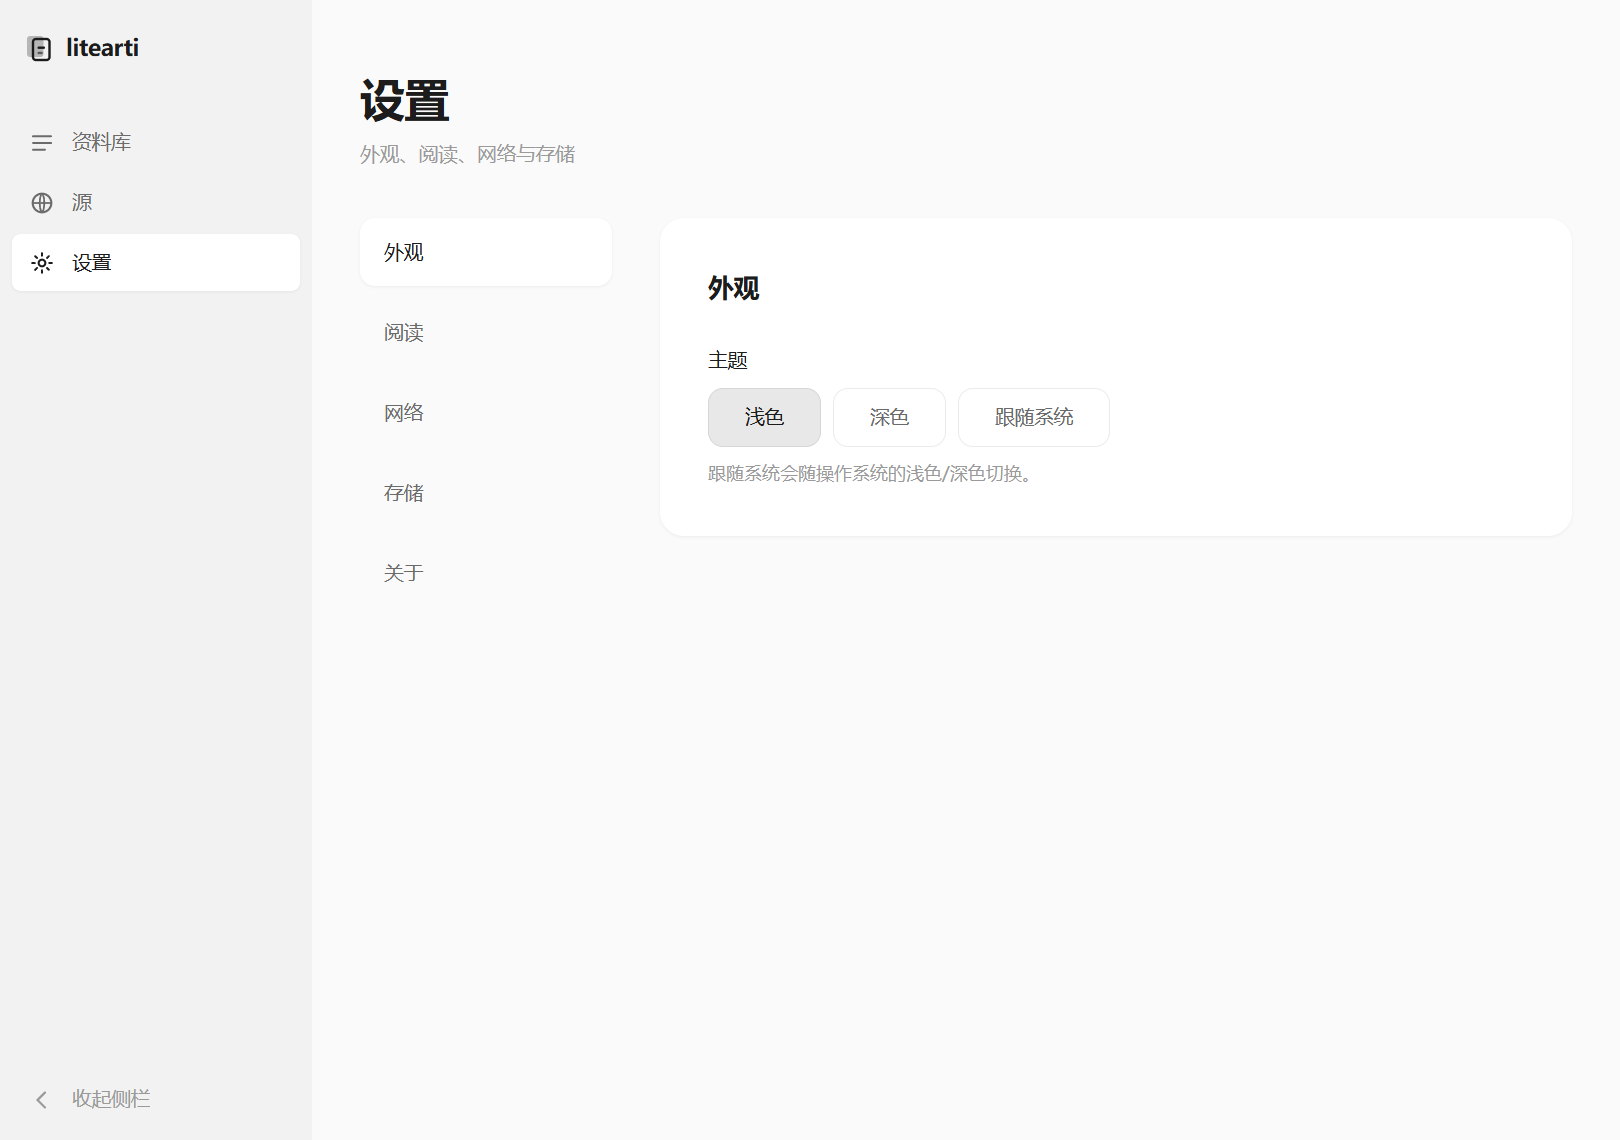 litearti
资料库
源
设置
收起侧栏
设置
外观、阅读、网络与存储
外观
阅读
网络
存储
关于
外观
主题
浅色 深色 跟随系统
跟随系统会随操作系统的浅色/深色切换。